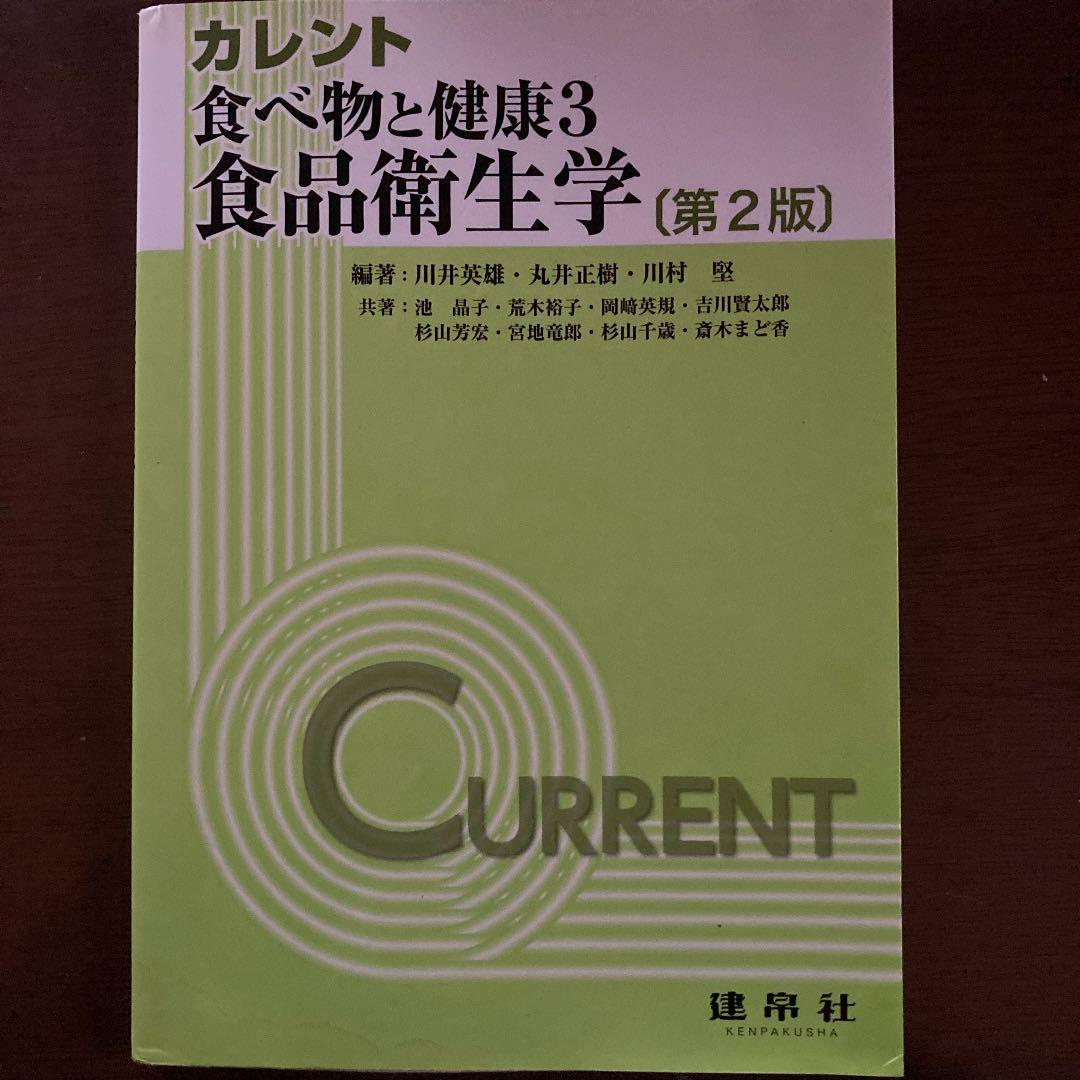 カレント
食べ物と健康3
食品衛生学〔第2版〕
編著：川井英雄・丸井正樹・川村　堅
共著：池　晶子・荒木裕子・岡﨑英規・吉川賢太郎
杉山芳宏・宮地竜郎・杉山千歳・斎木まど香
CURRENT
建帛社
KENPAKUSHA